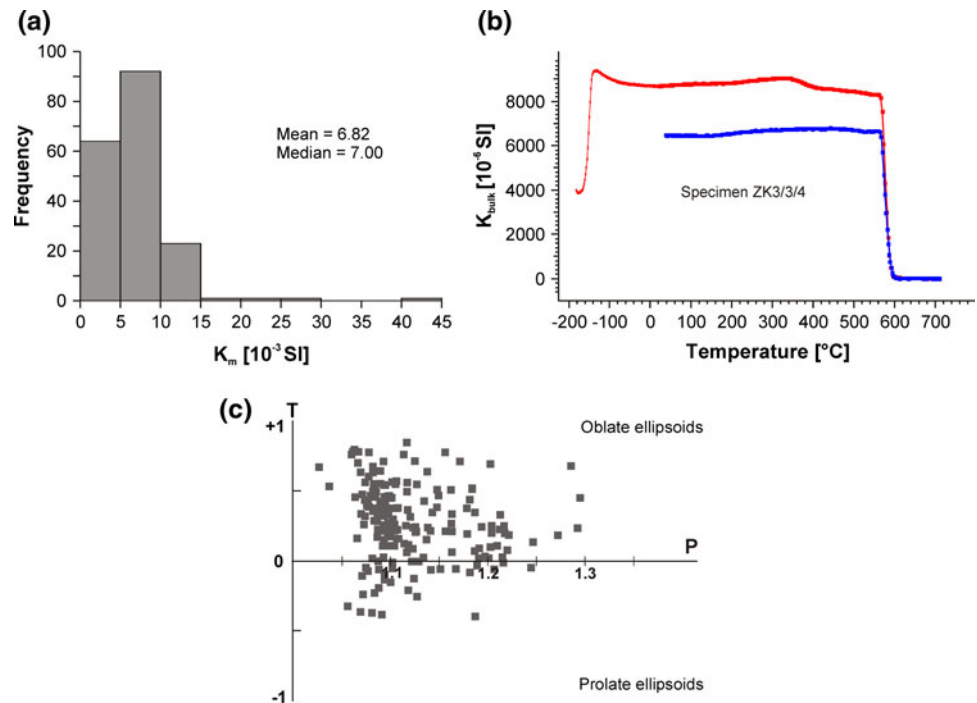 (a)
100
80
60
40
20
0
Frequency
Mean = 6.82
Median = 7.00
0 5 10 15 20 25 30 35 40 45
Km [10⁻³ SI]
(b)
8000
6000
4000
2000
0
Kbulk [10⁻⁶ SI]
Specimen ZK3/3/4
-200 -100 0 100 200 300 400 500 600 700
Temperature [°C]
(c)
T
+1
Oblate ellipsoids
0
P
1.1 1.2 1.3
-1
Prolate ellipsoids